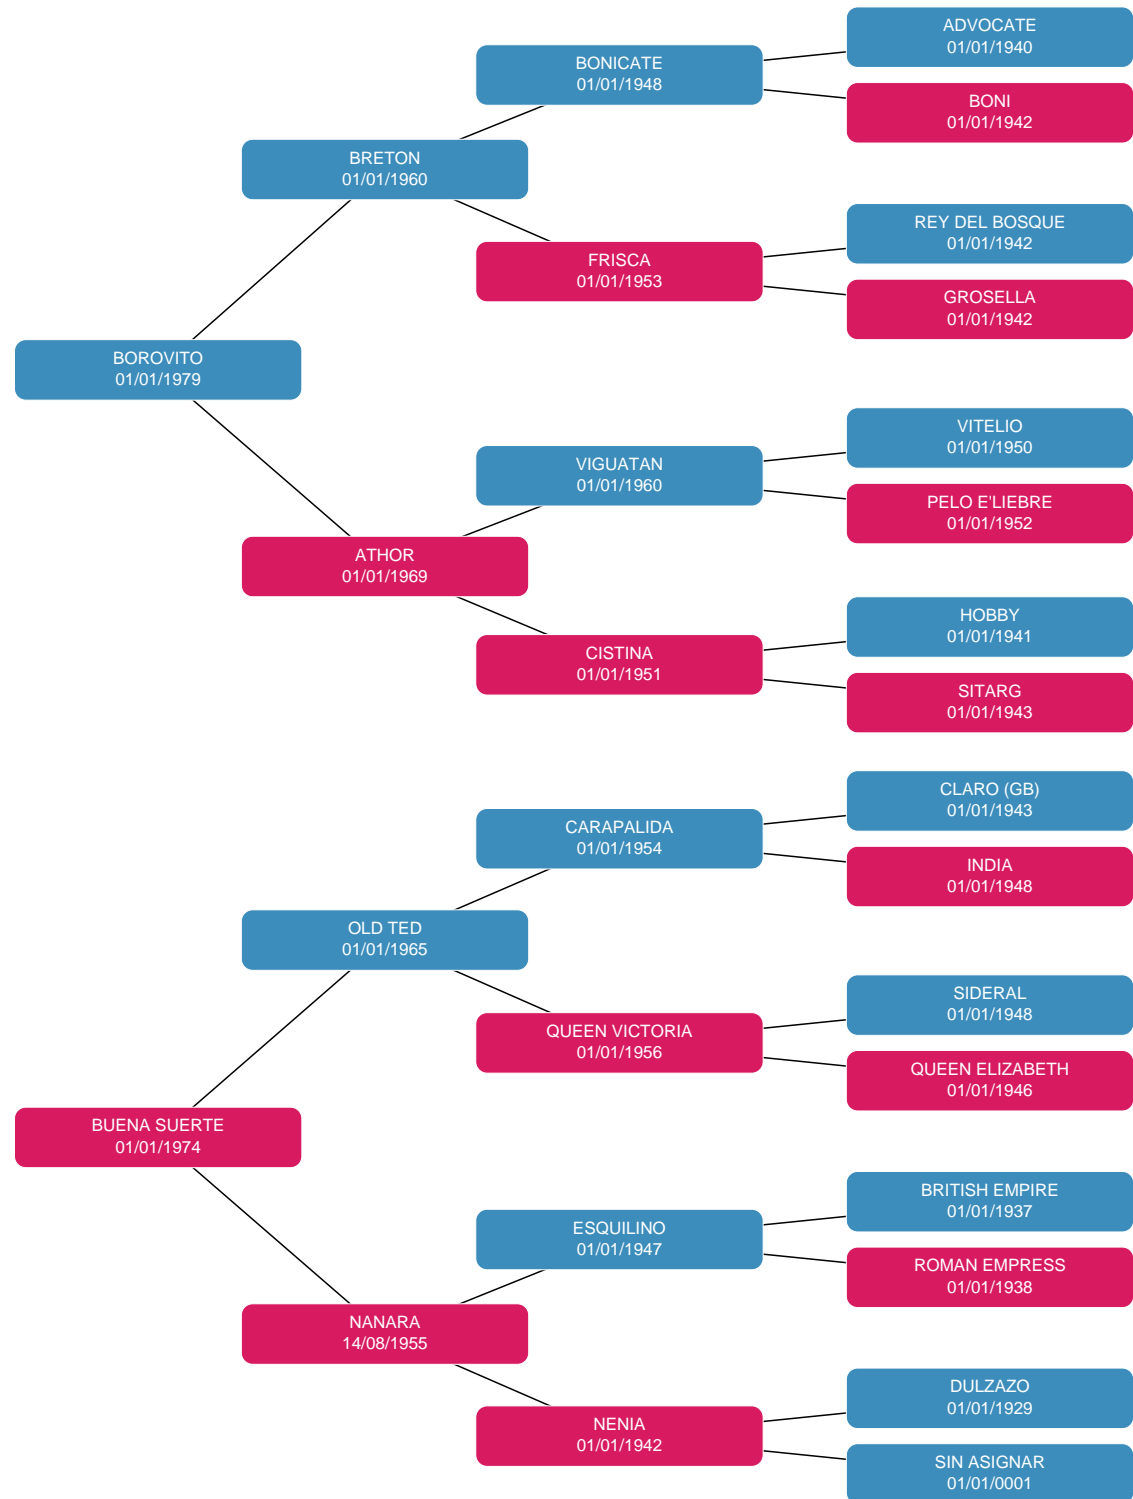 ADVOCATE
01/01/1940
BONICATE
01/01/1948
BONI
01/01/1942
BRETON
01/01/1960
REY DEL BOSQUE
01/01/1942
FRISCA
01/01/1953
GROSELLA
01/01/1942
BOROVITO
01/01/1979
VITELIO
01/01/1950
VIGUATAN
01/01/1960
PELO E'LIEBRE
01/01/1952
ATHOR
01/01/1969
HOBBY
01/01/1941
CISTINA
01/01/1951
SITARG
01/01/1943
CLARO (GB)
01/01/1943
CARAPALIDA
01/01/1954
INDIA
01/01/1948
OLD TED
01/01/1965
SIDERAL
01/01/1948
QUEEN VICTORIA
01/01/1956
QUEEN ELIZABETH
01/01/1946
BUENA SUERTE
01/01/1974
BRITISH EMPIRE
01/01/1937
ESQUILINO
01/01/1947
ROMAN EMPRESS
01/01/1938
NANARA
14/08/1955
DULZAZO
01/01/1929
NENIA
01/01/1942
SIN ASIGNAR
01/01/0001